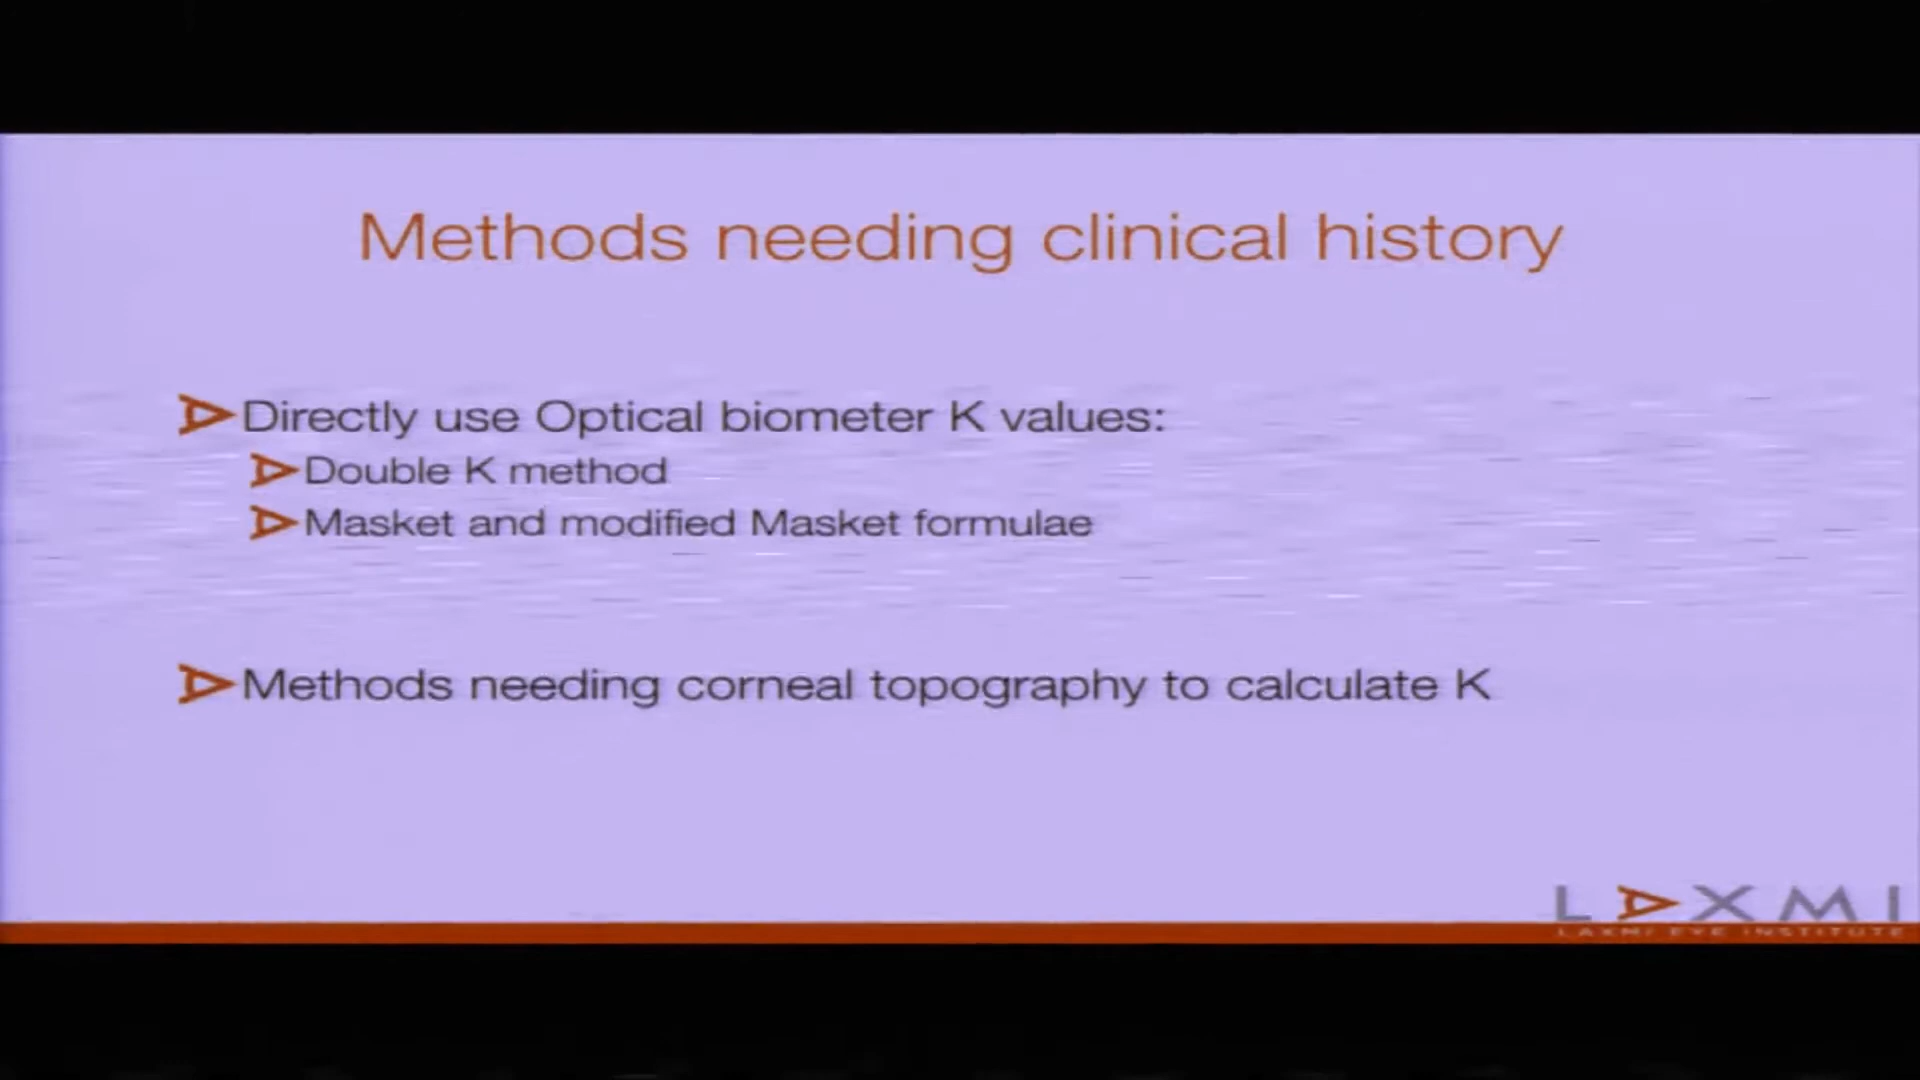 Methods needing clinical history
Directly use Optical biometer K values:
Double K method
Masket and modified Masket formulae
Methods needing corneal topography to calculate K
LAXMI
LAXMI EYE INSTITUTE